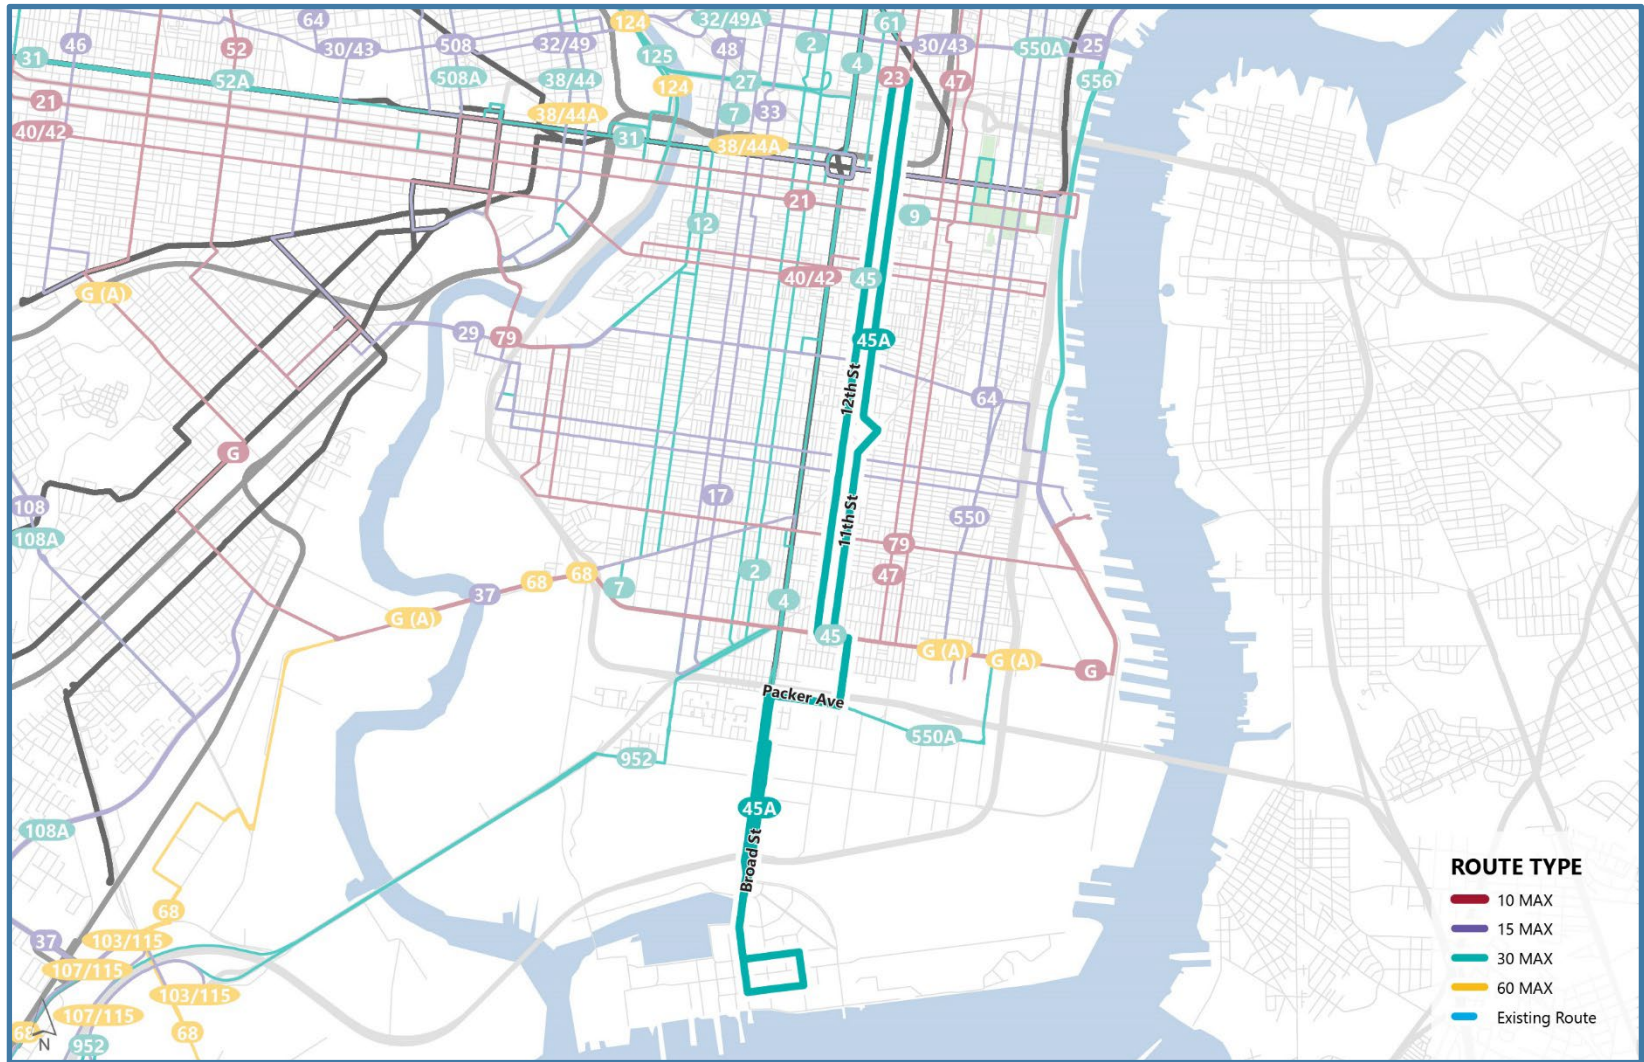 64
124
32/49A
61
46
52
30/43
508
32/49
48
2
30/43
550A
25
31
125
4
52A
508A
38/44
124
27
23
47
556
21
38/44A
7
33
40/42
31
38/44A
21
9
12
40/42
45
G (A)
29
79
45A
12th St
64
G
108
17
11th St
550
108A
79
68
68
2
47
7
37
4
G (A)
45
G (A)
G (A)
G
Packer Ave
550A
952
45A
108A
Broad St
ROUTE TYPE
10 MAX
15 MAX
30 MAX
60 MAX
Existing Route
68
37
103/115
107/115
103/115
107/115
68
68
N
952